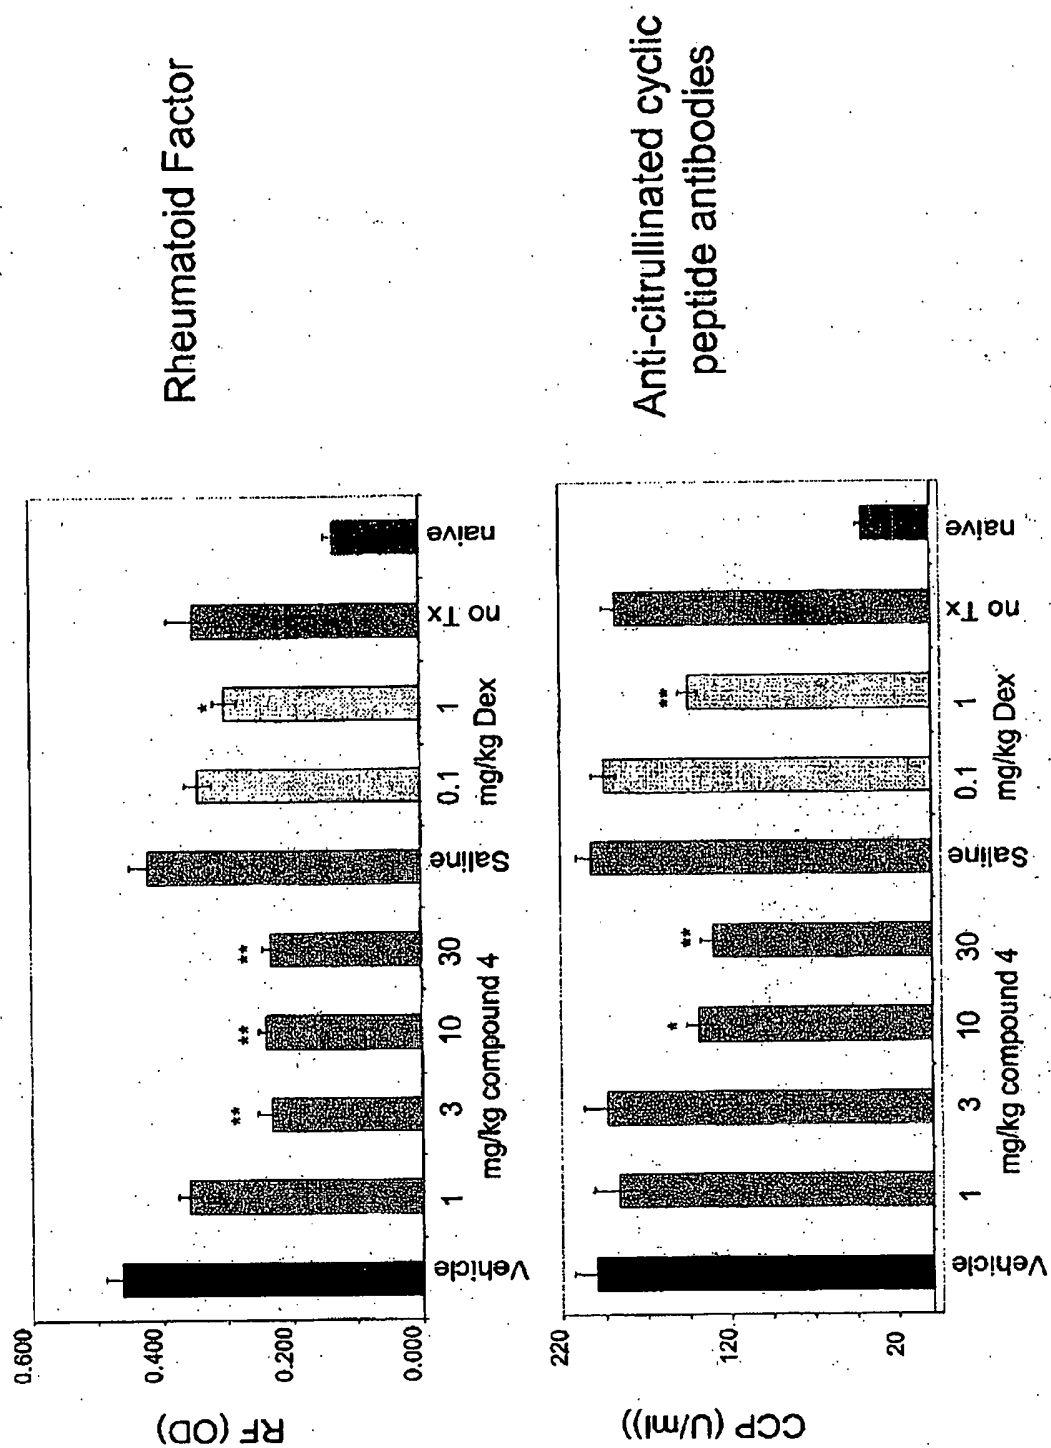 Rheumatoid Factor
RF (OD)
0.600
0.400
0.200
0.000
**
**
**
*
Vehicle
1
3
10
30
Saline
0.1
1
no Tx
naive
mg/kg compound 4
mg/kg Dex
Anti-citrullinated cyclic
peptide antibodies
CCP (U/ml))
220
120
20
*
**
**
Vehicle
1
3
10
30
Saline
0.1
1
no Tx
naive
mg/kg compound 4
mg/kg Dex